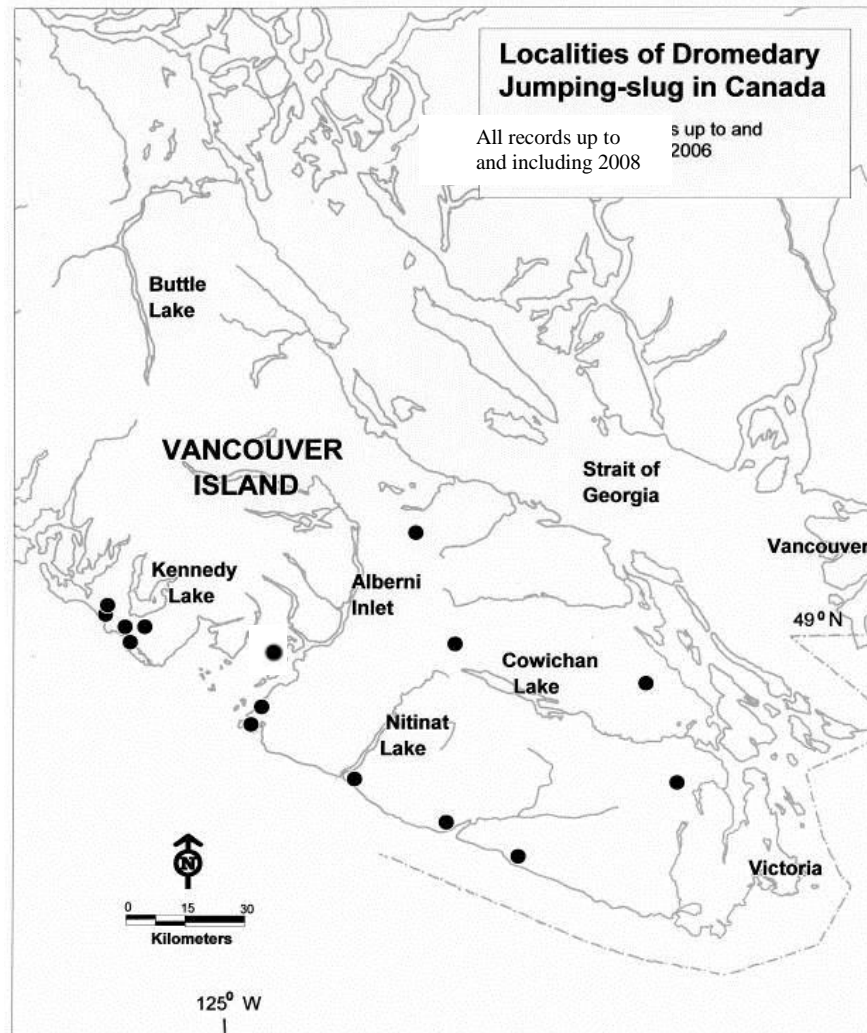 Localities of Dromedary
Jumping-slug in Canada
All records up to
and including 2008
s up to and
2006
Buttle
Lake
VANCOUVER
ISLAND
Strait of
Georgia
Vancouver
Kennedy
Lake
Alberni
Inlet
49° N
Cowichan
Lake
Nitinat
Lake
Victoria
N
0 15 30
Kilometers
125° W